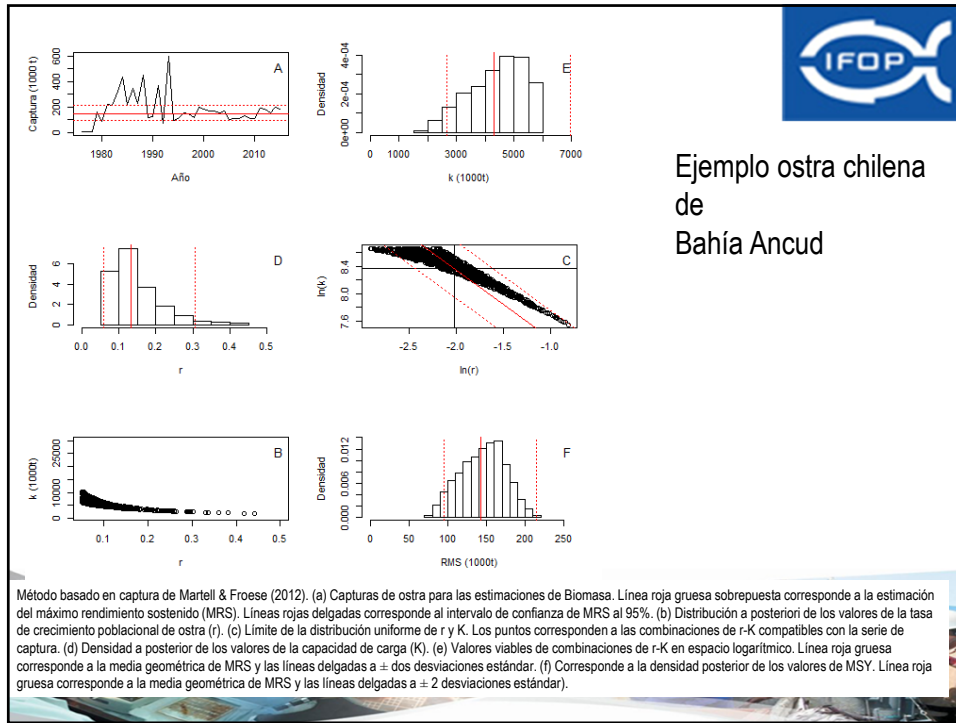 A
Captura (1000 t)
0 200 400 600
1980 1990 2000 2010
Año
E
Densidad
0e+00 2e-04 4e-04
0 1000 3000 5000 7000
k (1000t)
IFOP
Ejemplo ostra chilena
de
Bahía Ancud
D
Densidad
0 2 4 6
0.0 0.1 0.2 0.3 0.4 0.5
r
C
ln(k)
7.6 8.0 8.4
-2.5 -2.0 -1.5 -1.0
ln(r)
B
k (1000t)
0 10000 25000
0.1 0.2 0.3 0.4 0.5
r
F
Densidad
0.000 0.006 0.012
0 50 100 150 200 250
RMS (1000t)
Método basado en captura de Martell & Froese (2012). (a) Capturas de ostra para las estimaciones de Biomasa. Línea roja gruesa sobrepuesta corresponde a la estimación
del máximo rendimiento sostenido (MRS). Líneas rojas delgadas corresponde al intervalo de confianza de MRS al 95%. (b) Distribución a posteriori de los valores de la tasa
de crecimiento poblacional de ostra (r). (c) Límite de la distribución uniforme de r y K. Los puntos corresponden a las combinaciones de r-K compatibles con la serie de
captura. (d) Densidad a posterior de los valores de la capacidad de carga (K). (e) Valores viables de combinaciones de r-K en espacio logarítmico. Línea roja gruesa
corresponde a la media geométrica de MRS y las líneas delgadas a ± dos desviaciones estándar. (f) Corresponde a la densidad posterior de los valores de MSY. Línea roja
gruesa corresponde a la media geométrica de MRS y las líneas delgadas a ± 2 desviaciones estándar).